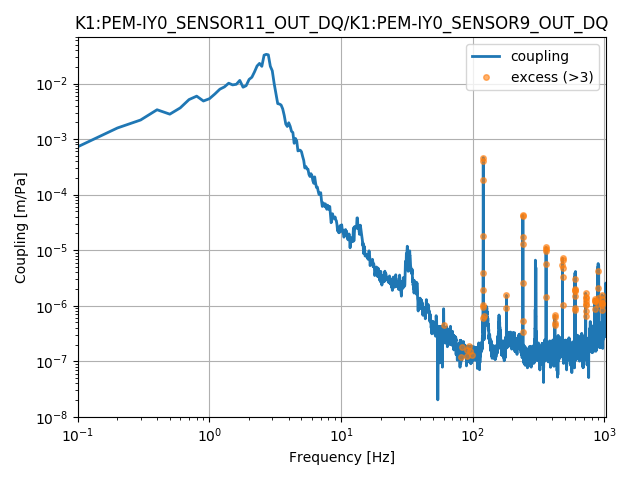 K1:PEM-IY0_SENSOR11_OUT_DQ/K1:PEM-IY0_SENSOR9_OUT_DQ
coupling
excess (>3)
10⁻²
10⁻³
10⁻⁴
10⁻⁵
10⁻⁶
10⁻⁷
10⁻⁸
Coupling [m/Pa]
10⁻¹ 10⁰ 10¹ 10² 10³
Frequency [Hz]